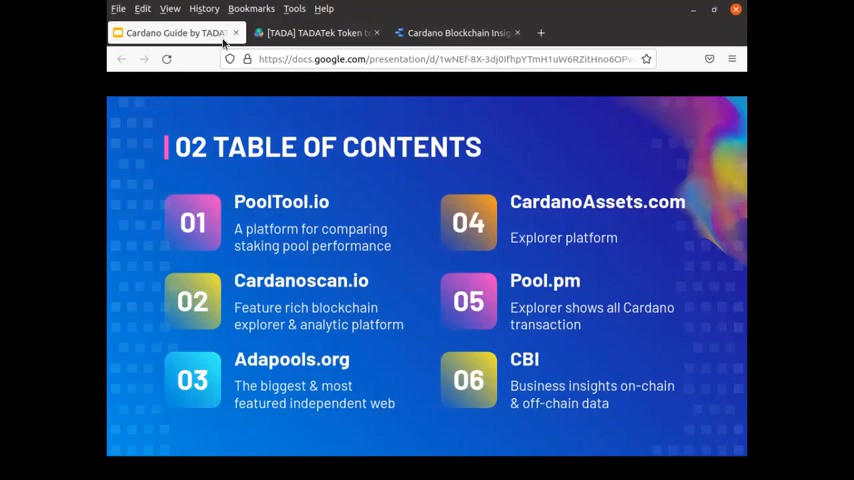 File Edit View History Bookmarks Tools Help
Cardano Guide by TADA
[TADA] TADATek Token to
Cardano Blockchain Insig
https://docs.google.com/presentation/d/1wNEf-8X-3dj0IfhpYTmH1uW6RZitHno6OPv
02 TABLE OF CONTENTS
01
PoolTool.io
A platform for comparing
staking pool performance
02
Cardanoscan.io
Feature rich blockchain
explorer & analytic platform
03
Adapools.org
The biggest & most
featured independent web
04
CardanoAssets.com
Explorer platform
05
Pool.pm
Explorer shows all Cardano
transaction
06
CBI
Business insights on-chain
& off-chain data